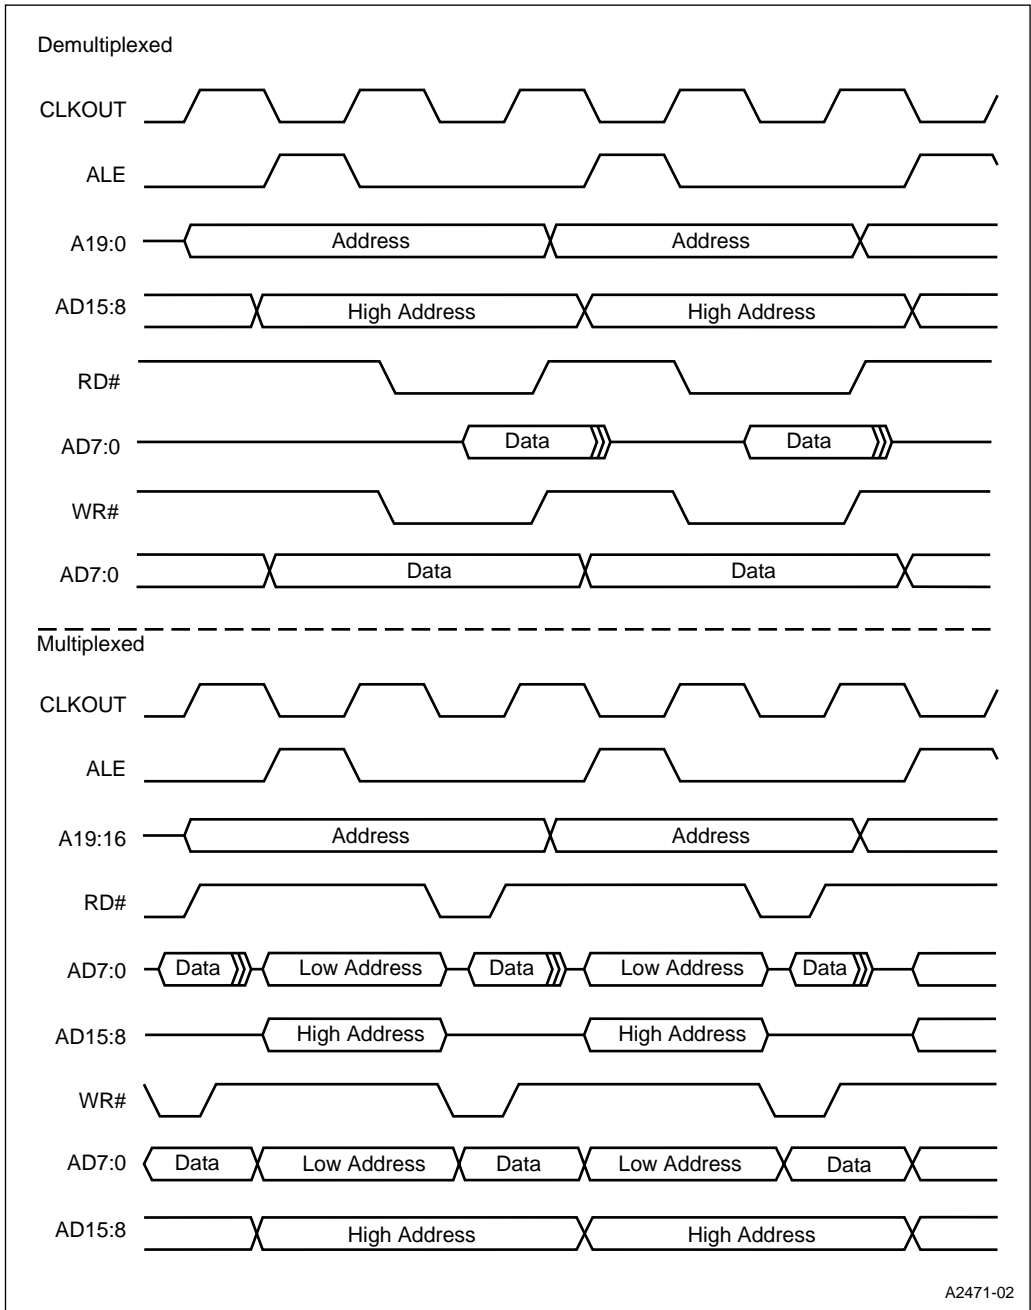 Demultiplexed
CLKOUT
ALE
A19:0 Address Address
AD15:8 High Address High Address
RD#
AD7:0 Data Data
WR#
AD7:0 Data Data
Multiplexed
CLKOUT
ALE
A19:16 Address Address
RD#
AD7:0 Data Low Address Data Low Address Data
AD15:8 High Address High Address
WR#
AD7:0 Data Low Address Data Low Address Data
AD15:8 High Address High Address
A2471-02